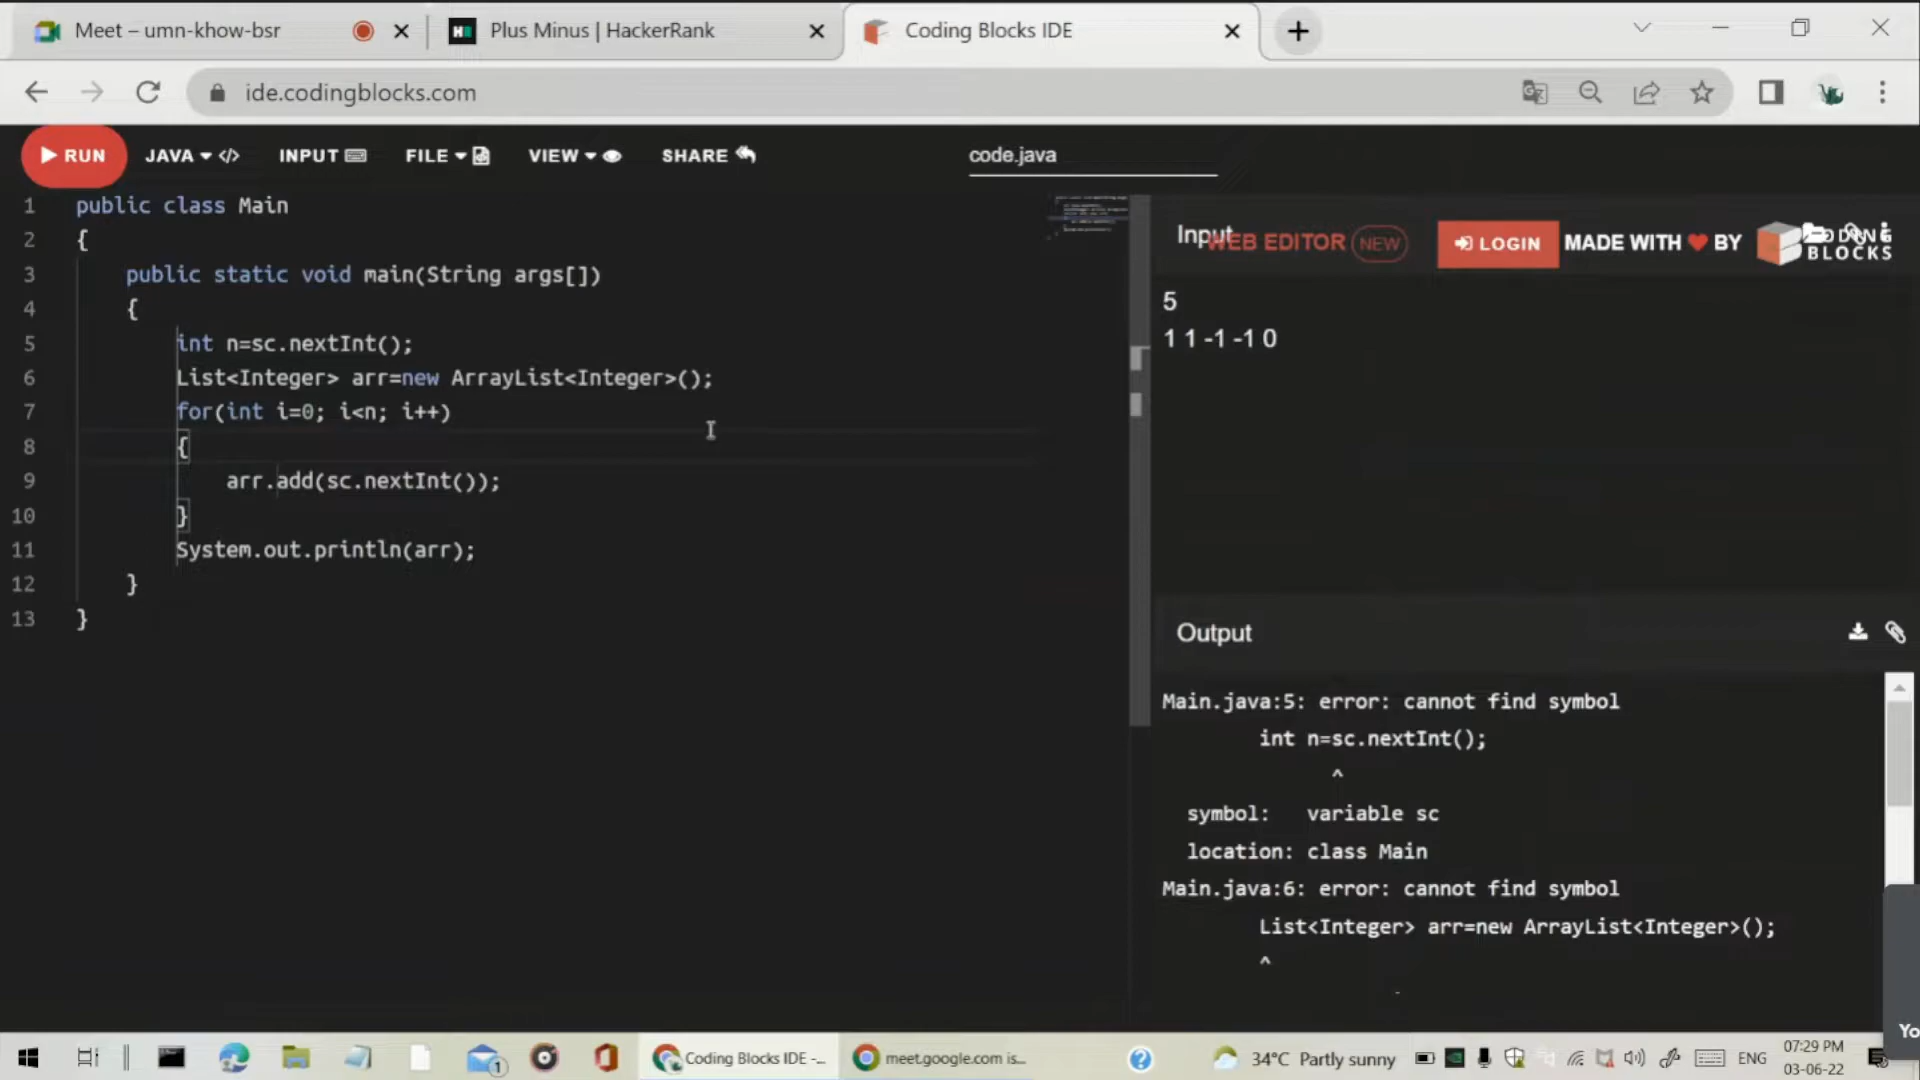 Meet – umn-khow-bsr
Plus Minus | HackerRank
Coding Blocks IDE
ide.codingblocks.com
RUN
JAVA
INPUT
FILE
VIEW
SHARE
code.java
1 public class Main
2 {
3 public static void main(String args[])
4 {
5 int n=sc.nextInt();
6 List<Integer> arr=new ArrayList<Integer>();
7 for(int i=0; i<n; i++)
8 {
9 arr.add(sc.nextInt());
10 }
11 System.out.println(arr);
12 }
13 }
Input
WEB EDITOR NEW
LOGIN
MADE WITH BY
CODING
BLOCKS
5
1 1 -1 -1 0
Output
Main.java:5: error: cannot find symbol
int n=sc.nextInt();
^
symbol: variable sc
location: class Main
Main.java:6: error: cannot find symbol
List<Integer> arr=new ArrayList<Integer>();
^
Yo
1
Coding Blocks IDE -...
meet.google.com is...
34°C Partly sunny
ENG
07:29 PM
03-06-22